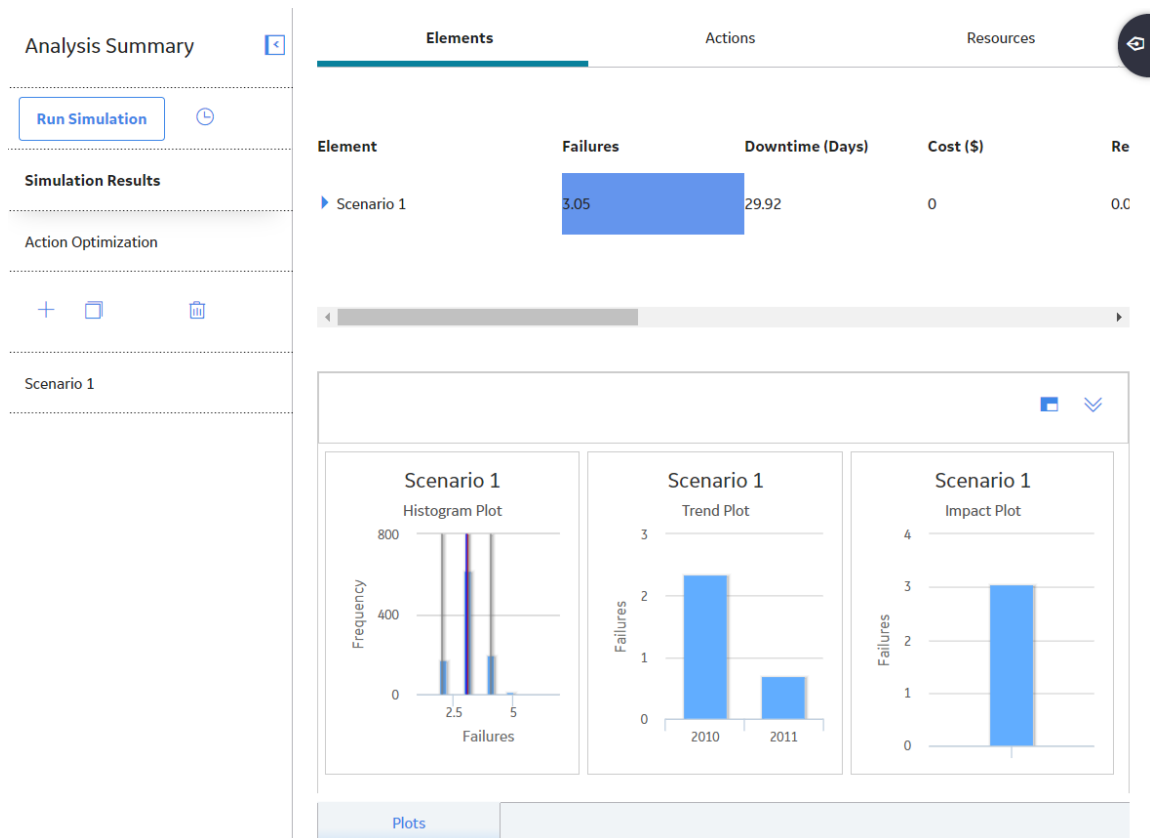 Analysis Summary
Elements
Actions
Resources
Run Simulation
Simulation Results
Action Optimization
Scenario 1
Element
Failures
Downtime (Days)
Cost ($)
Re
Scenario 1
3.05
29.92
0
0.0
Scenario 1
Histogram Plot
800
400
0
Frequency
2.5
5
Failures
Scenario 1
Trend Plot
3
2
1
0
Failures
2010
2011
Scenario 1
Impact Plot
4
3
2
1
0
Failures
Plots